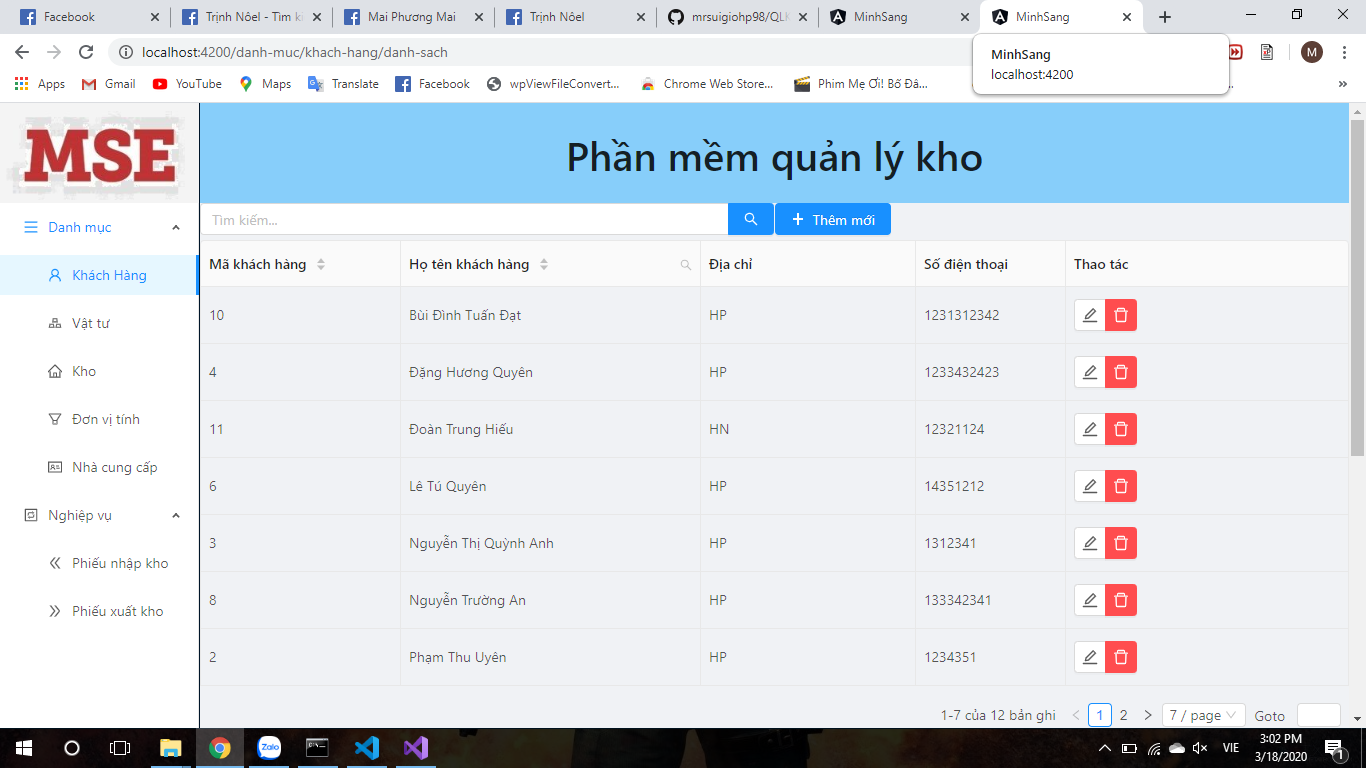 Facebook
Trịnh Nôel - Tìm ki
Mai Phương Mai
Trịnh Nôel
mrsuigiohp98/QLK
MinhSang
MinhSang
localhost:4200/danh-muc/khach-hang/danh-sach
M
MinhSang
localhost:4200
Apps
Gmail
YouTube
Maps
Translate
Facebook
wpViewFileConvert...
Chrome Web Store...
Phim Mẹ Ơi! Bố Đâ...
MSE
Phần mềm quản lý kho
Danh mục
Khách Hàng
Vật tư
Kho
Đơn vị tính
Nhà cung cấp
Nghiệp vụ
Phiếu nhập kho
Phiếu xuất kho
Tìm kiếm...
Thêm mới
Mã khách hàng Họ tên khách hàng Địa chỉ Số điện thoại Thao tác
10 Bùi Đình Tuấn Đạt HP 1231312342
4 Đặng Hương Quyên HP 1233432423
11 Đoàn Trung Hiếu HN 12321124
6 Lê Tú Quyên HP 14351212
3 Nguyễn Thị Quỳnh Anh HP 1312341
8 Nguyễn Trường An HP 133342341
2 Phạm Thu Uyên HP 1234351
1-7 của 12 bản ghi < 1 2 > 7 / page Goto
Zalo
VIE
3:02 PM
3/18/2020
1